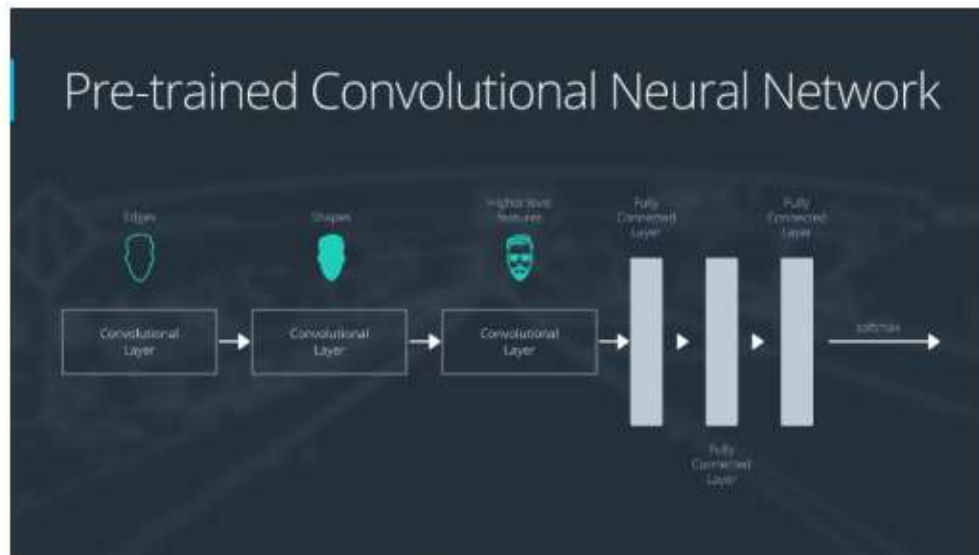 Pre-trained Convolutional Neural Network
Edges
Shapes
Higher level
features
Fully
Connected
Layer
Fully
Connected
Layer
Convolutional
Layer
Convolutional
Layer
Convolutional
Layer
softmax
Fully
Connected
Layer